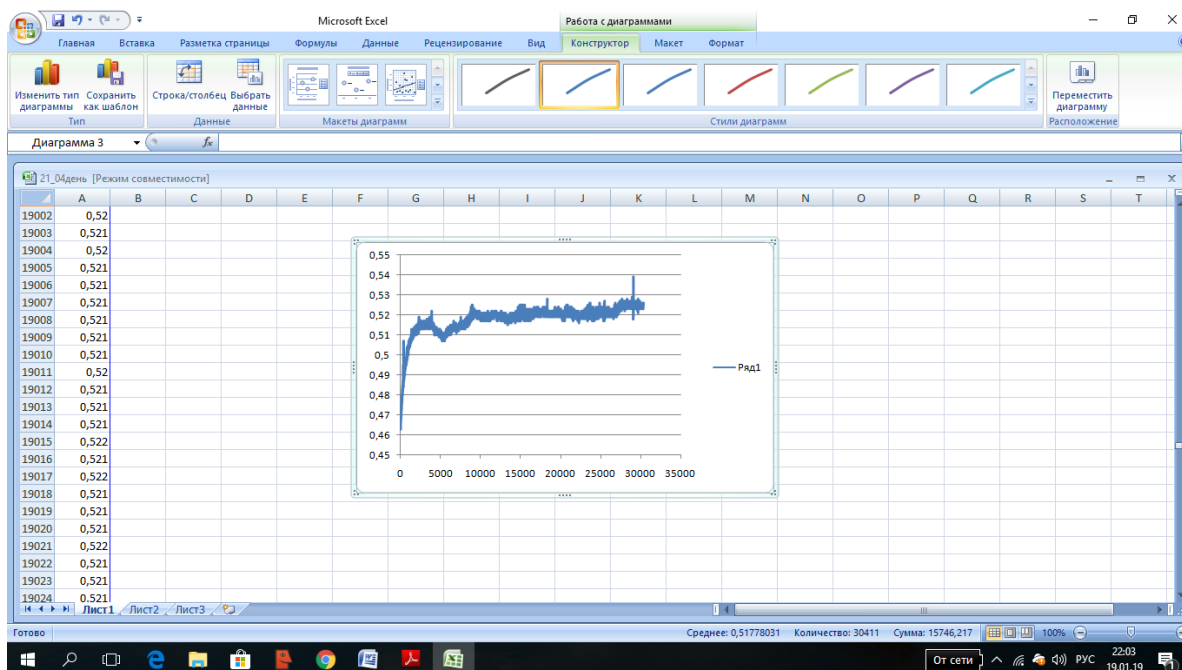 Microsoft Excel
Работа с диаграммами
Главная Вставка Разметка страницы Формулы Данные Рецензирование Вид Конструктор Макет Формат
Изменить тип диаграммы Сохранить как шаблон Строка/столбец Выбрать данные Переместить диаграмму
Тип Данные Макеты диаграмм Стили диаграмм Расположение
Диаграмма 3 fx
21_04день [Режим совместимости]
A B C D E F G H I J K L M N O P Q R S T
19002 0,52
19003 0,521
19004 0,52
19005 0,521
19006 0,521
19007 0,521
19008 0,521
19009 0,521
19010 0,521
19011 0,52
19012 0,521
19013 0,521
19014 0,521
19015 0,522
19016 0,521
19017 0,522
19018 0,521
19019 0,521
19020 0,521
19021 0,522
19022 0,521
19023 0,521
19024 0,521
0,55
0,54
0,53
0,52
0,51
0,5
0,49
0,48
0,47
0,46
0,45
0 5000 10000 15000 20000 25000 30000 35000
Ряд1
Лист1 Лист2 Лист3
Готово Среднее: 0,51778031 Количество: 30411 Сумма: 15746,217 100%
От сети РУС 22:03
19.01.19